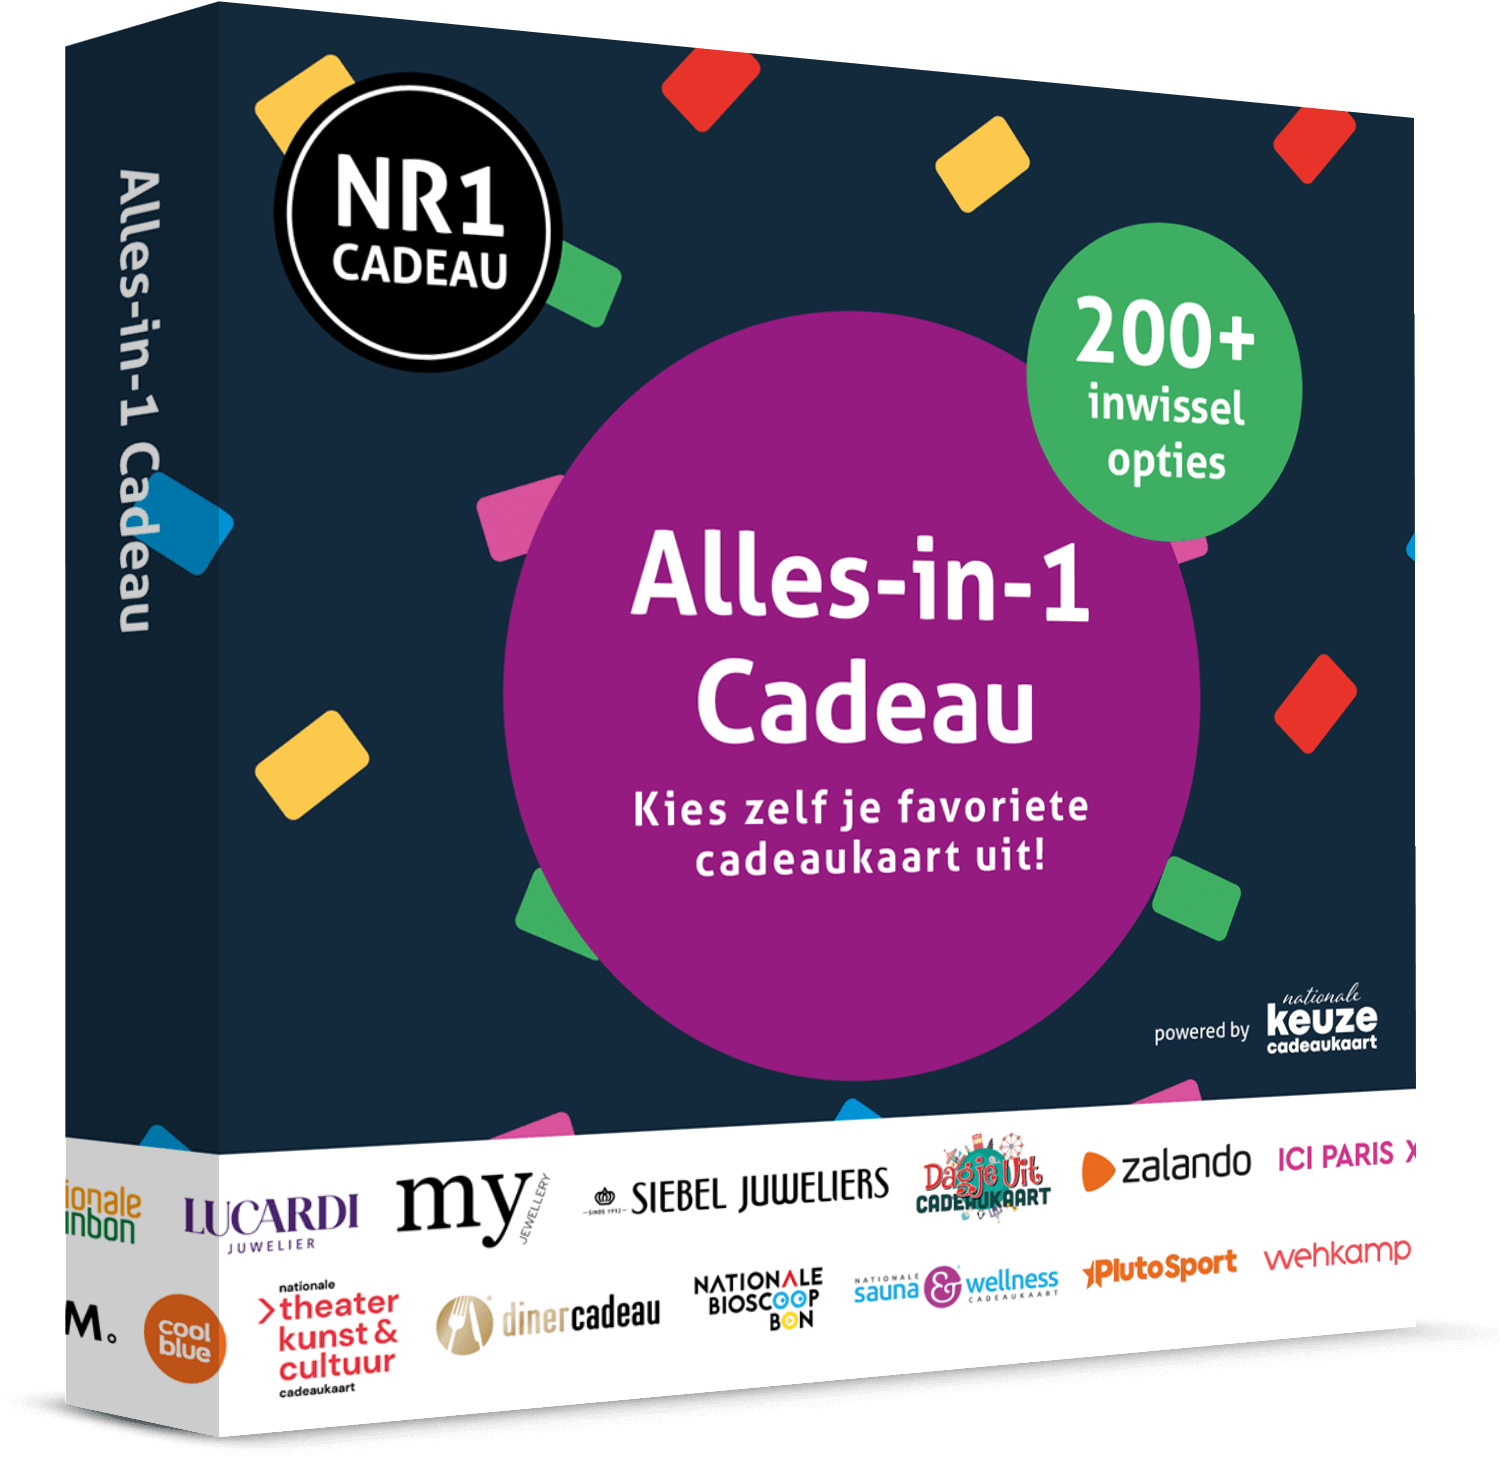 Alles-in-1 Cadeau
NR1
CADEAU
200+
inwissel
opties
Alles-in-1
Cadeau
Kies zelf je favoriete
cadeaukaart uit!
powered by
nationale
keuze
cadeaukaart
ionale
inbon
LUCARDI
JUWELIER
my
JEWELLERY
SINDS 1912
SIEBEL JUWELIERS
Dagje Uit
CADEAUKAART
zalando
ICI PARIS X
M.
cool
blue
nationale
theater
kunst &
cultuur
cadeaukaart
dinercadeau
NATIONALE
BIOSCOOP
BON
NATIONALE
sauna & wellness
CADEAUKAART
PlutoSport
wehkamp